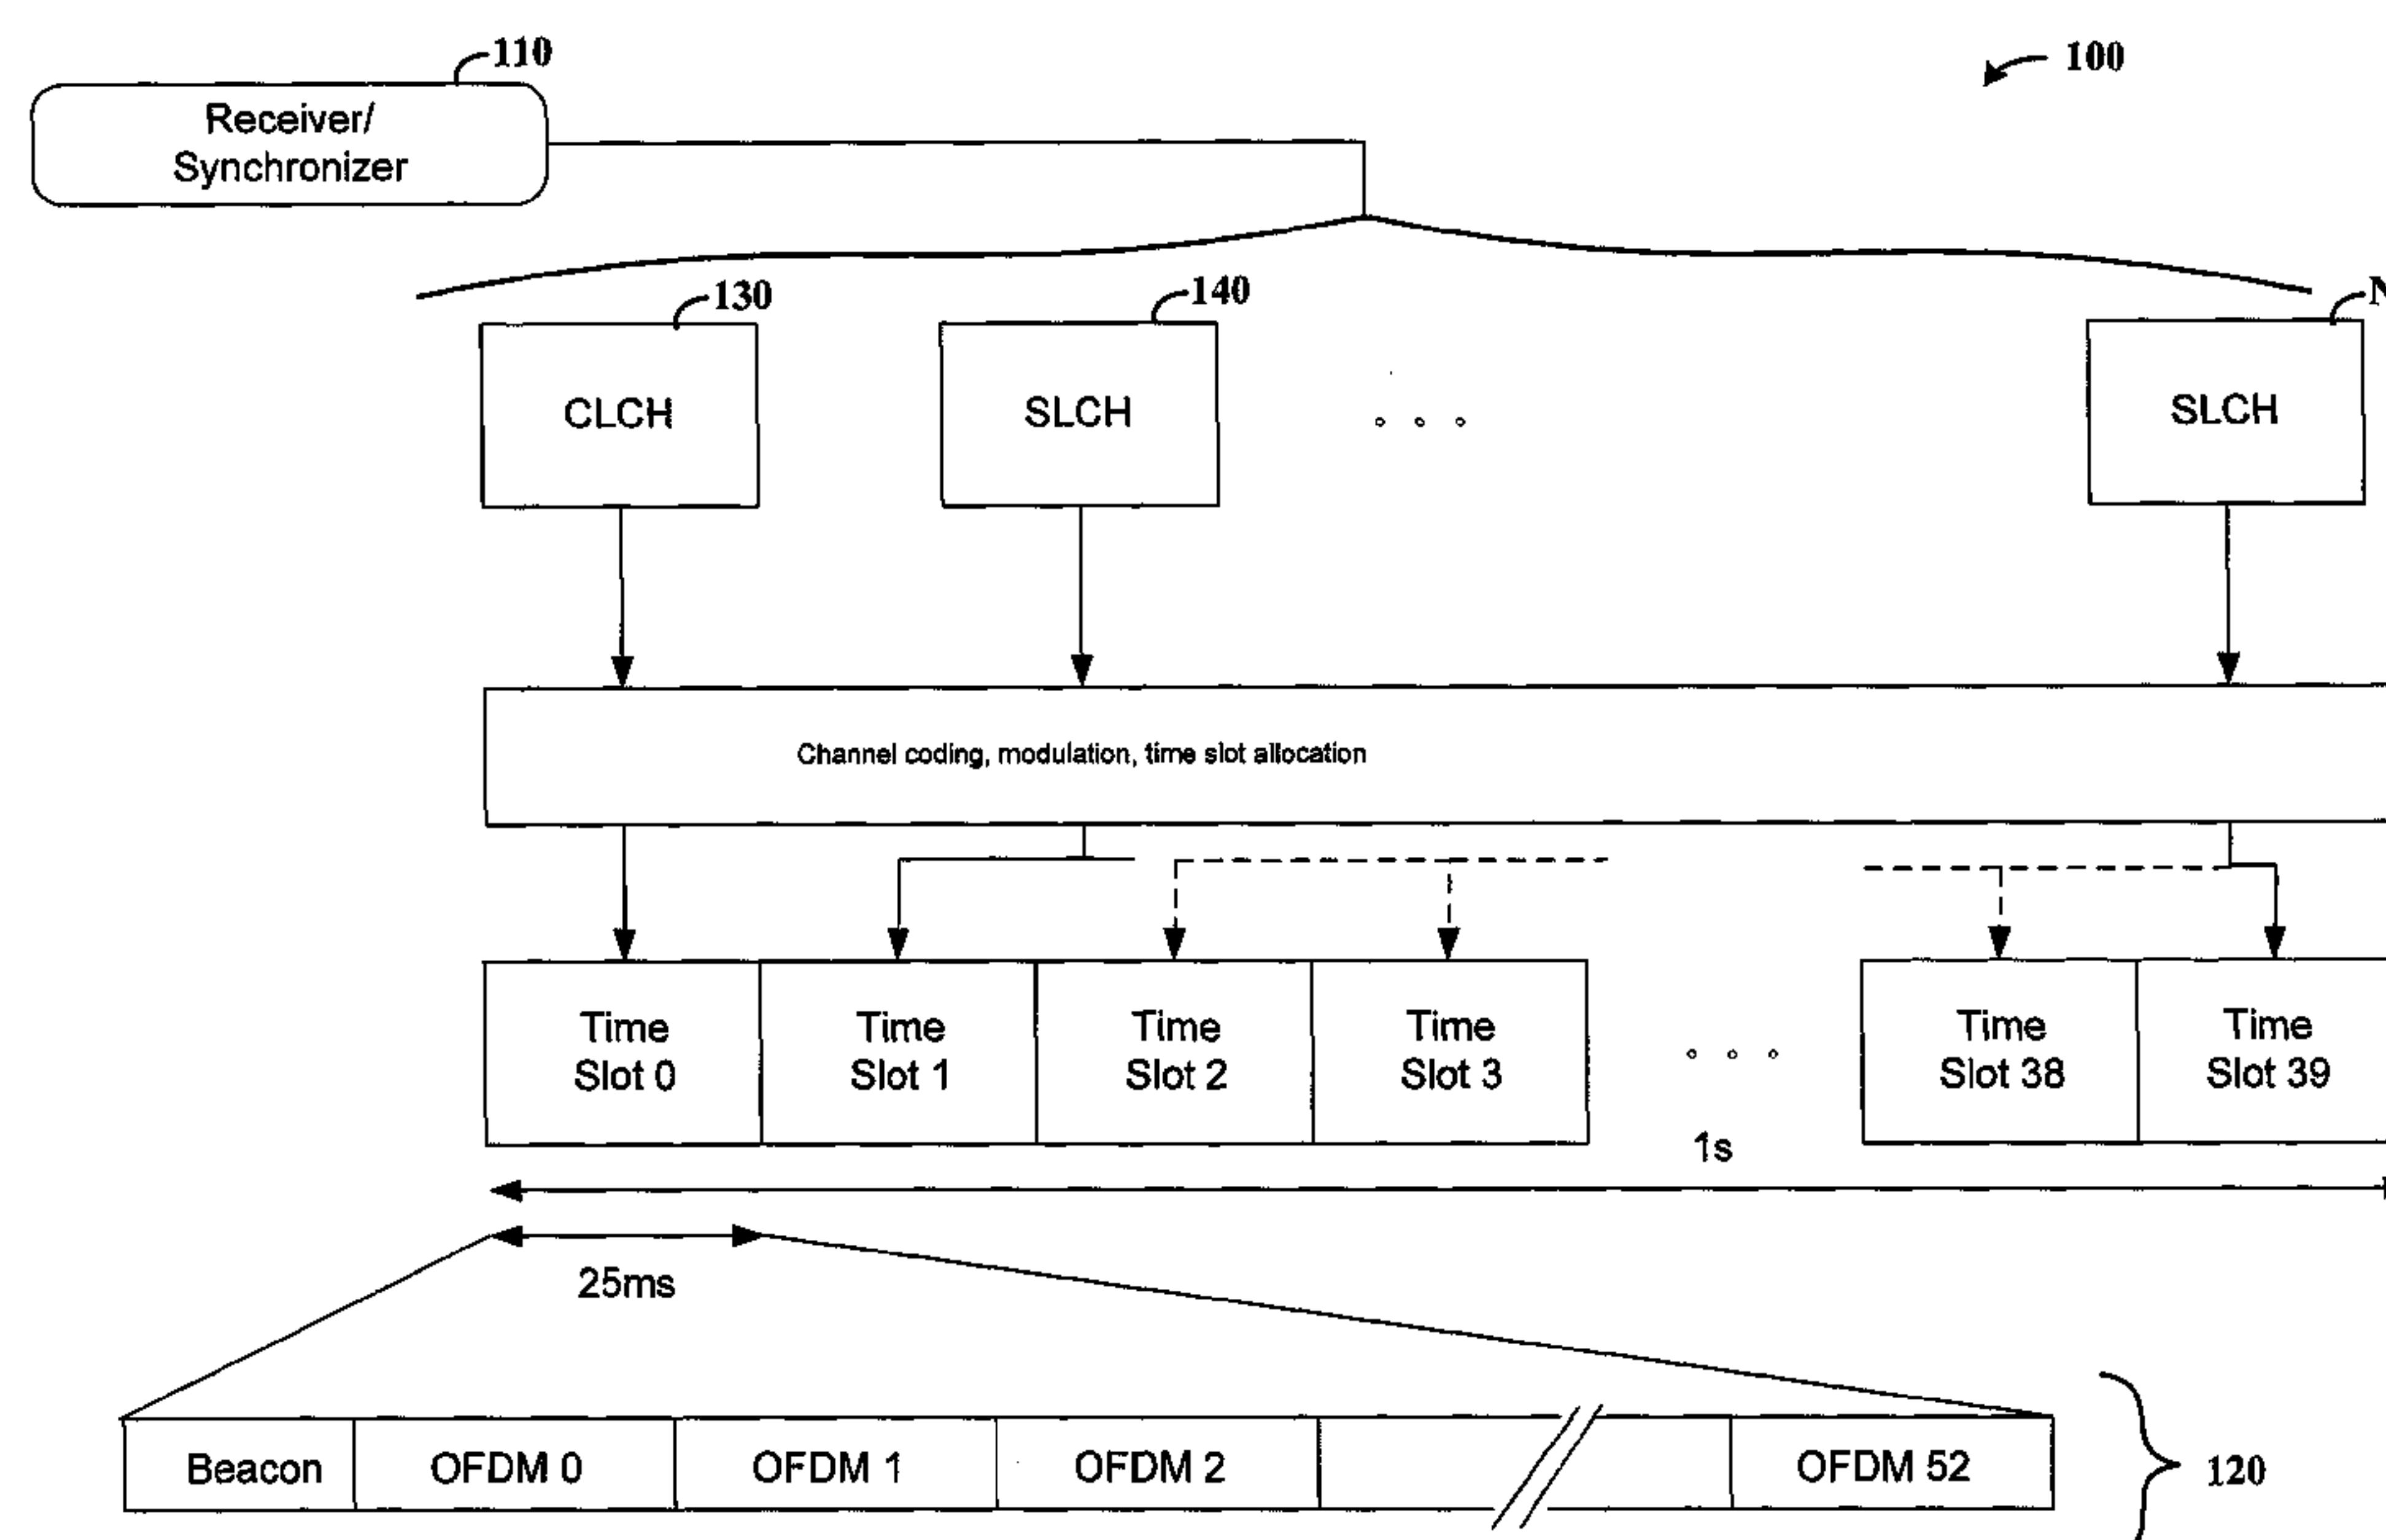 110
100
Receiver/
Synchronizer
130
140
N
CLCH
SLCH
SLCH
Channel coding, modulation, time slot allocation
Time
Slot 0
Time
Slot 1
Time
Slot 2
Time
Slot 3
Time
Slot 38
Time
Slot 39
1s
25ms
Beacon
OFDM 0
OFDM 1
OFDM 2
OFDM 52
120